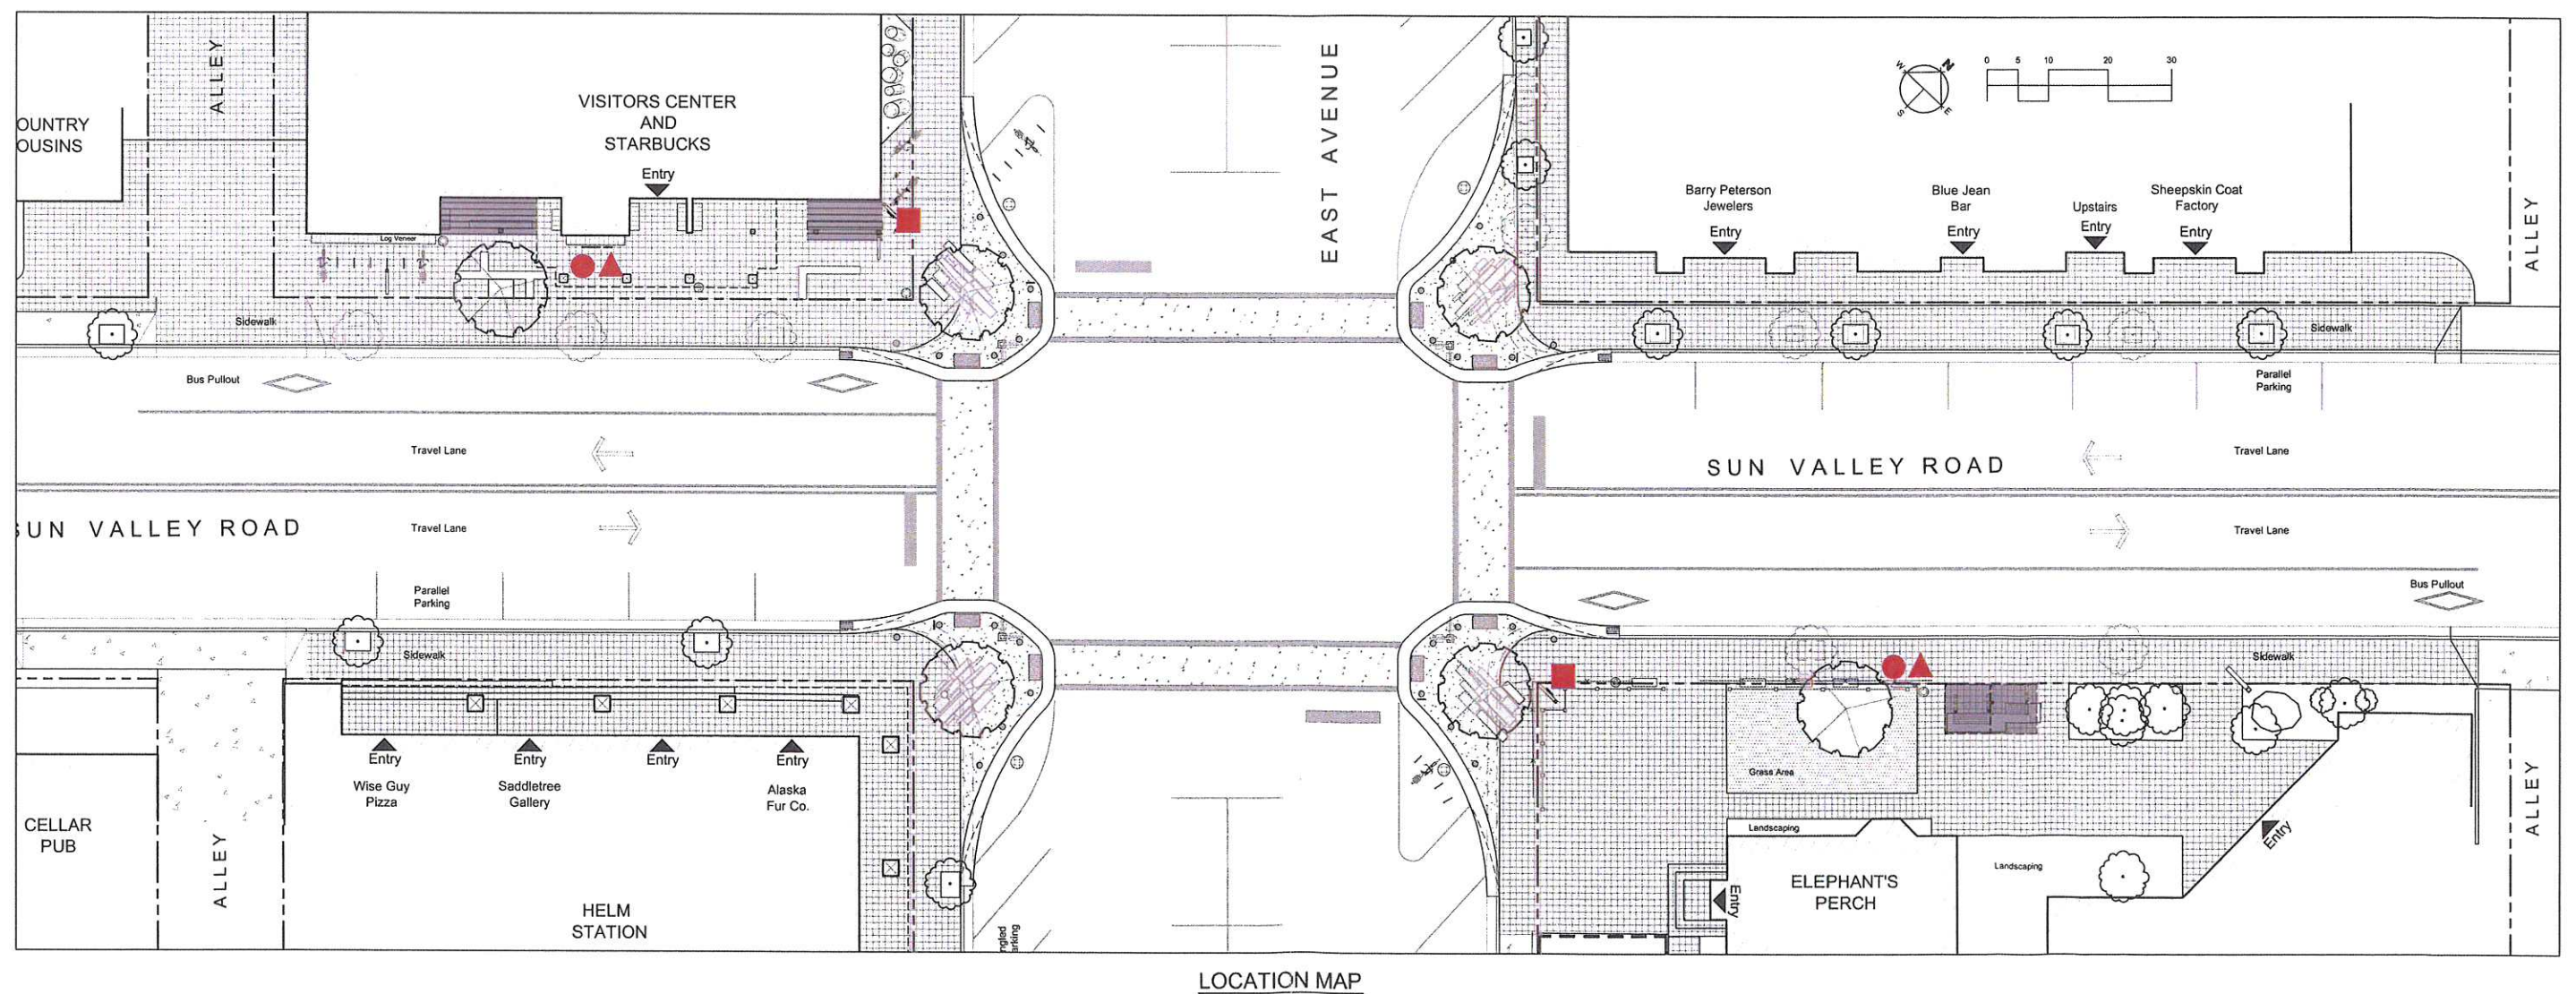 ALLEY
OUNTRY
OUSINS
VISITORS CENTER
AND
STARBUCKS
Entry
Log Veneer
Sidewalk
EAST AVENUE
W
N
S
E
0 5 10 20 30
Barry Peterson
Jewelers
Entry
Blue Jean
Bar
Entry
Upstairs
Entry
Sheepskin Coat
Factory
Entry
ALLEY
Sidewalk
Bus Pullout
Parallel
Parking
Travel Lane
SUN VALLEY ROAD
Travel Lane
SUN VALLEY ROAD
Travel Lane
Travel Lane
Parallel
Parking
Bus Pullout
Sidewalk
Sidewalk
Entry
Wise Guy
Pizza
Entry
Saddletree
Gallery
Entry
Entry
Alaska
Fur Co.
CELLAR
PUB
ALLEY
HELM
STATION
ngled
arking
Grass Area
Landscaping
Entry
ELEPHANT'S
PERCH
Landscaping
Entry
ALLEY
LOCATION MAP